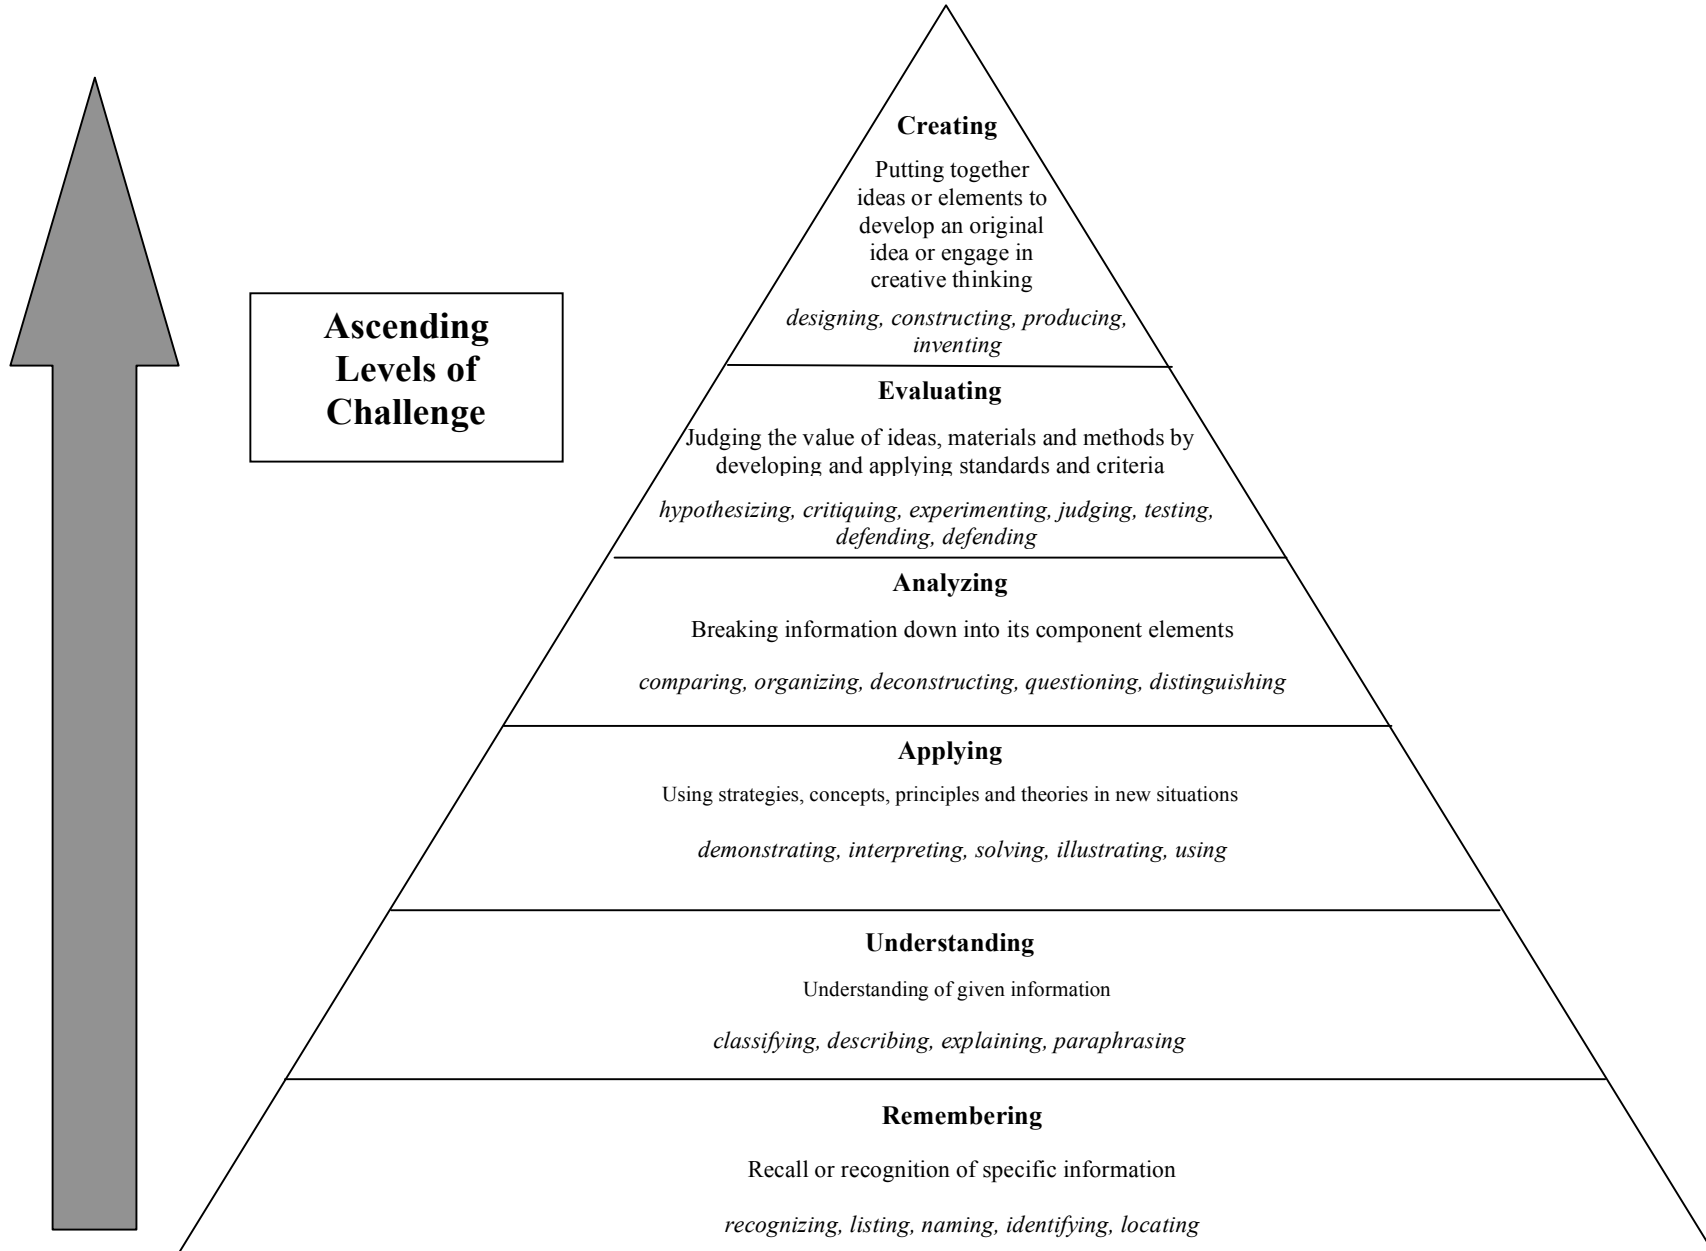 Creating
Putting together
ideas or elements to
develop an original
idea or engage in
creative thinking
designing, constructing, producing,
inventing
Ascending
Levels of
Challenge
Evaluating
Judging the value of ideas, materials and methods by
developing and applying standards and criteria
hypothesizing, critiquing, experimenting, judging, testing,
defending, defending
Analyzing
Breaking information down into its component elements
comparing, organizing, deconstructing, questioning, distinguishing
Applying
Using strategies, concepts, principles and theories in new situations
demonstrating, interpreting, solving, illustrating, using
Understanding
Understanding of given information
classifying, describing, explaining, paraphrasing
Remembering
Recall or recognition of specific information
recognizing, listing, naming, identifying, locating